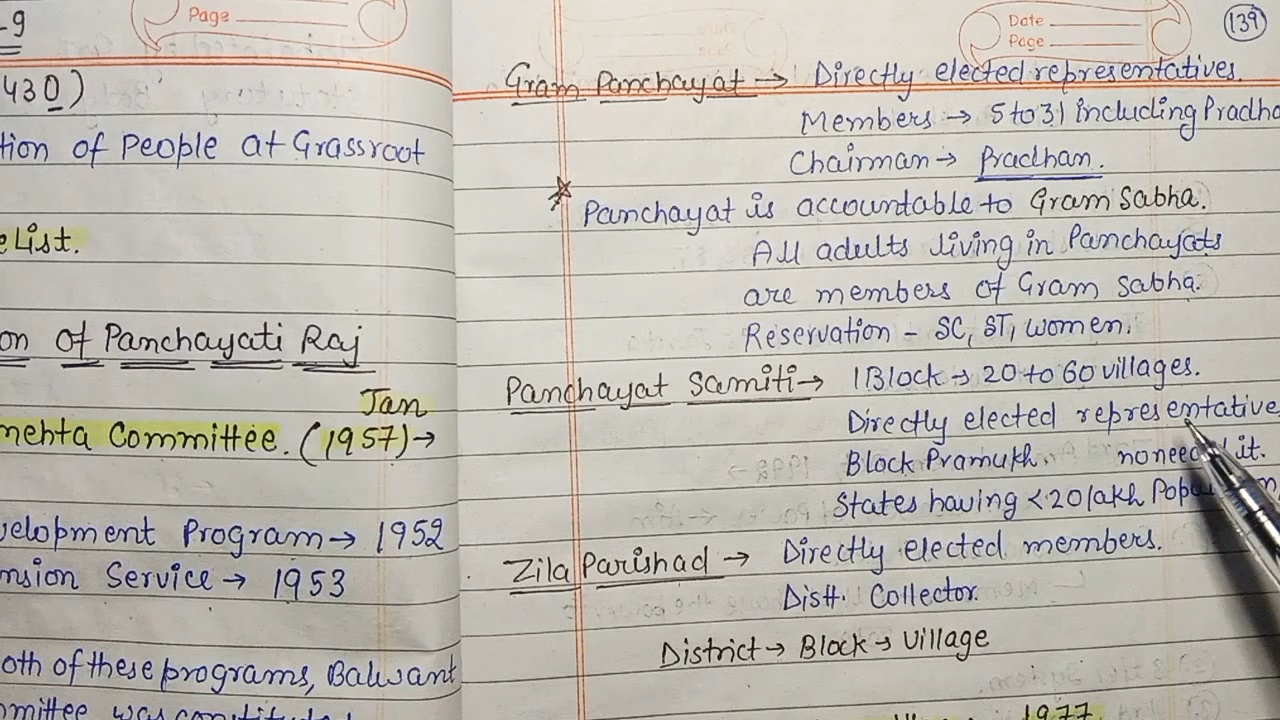 -9
430)
tion of People at Grassroot
e List.
on of Panchayati Raj
Jan
mehta Committee. (1957)→
velopment Program → 1952
nsion Service → 1953
oth of these programs, Balwant
Page
Date
Page
139
Gram Panchayat → Directly elected representatives.
Members → 5 to 31 including Pradha
Chairman → Pradhan.
Panchayat is accountable to Gram Sabha.
All adults living in Panchayats
are members of Gram Sabha.
Reservation - SC, ST, women.
Panchayat Samiti → 1 Block → 20 to 60 villages.
Directly elected representative
Block Pramukh. no need it.
States having < 20 lakh
Zila Parishad → Directly elected members.
Distt. Collector.
District → Block → Village
1977.